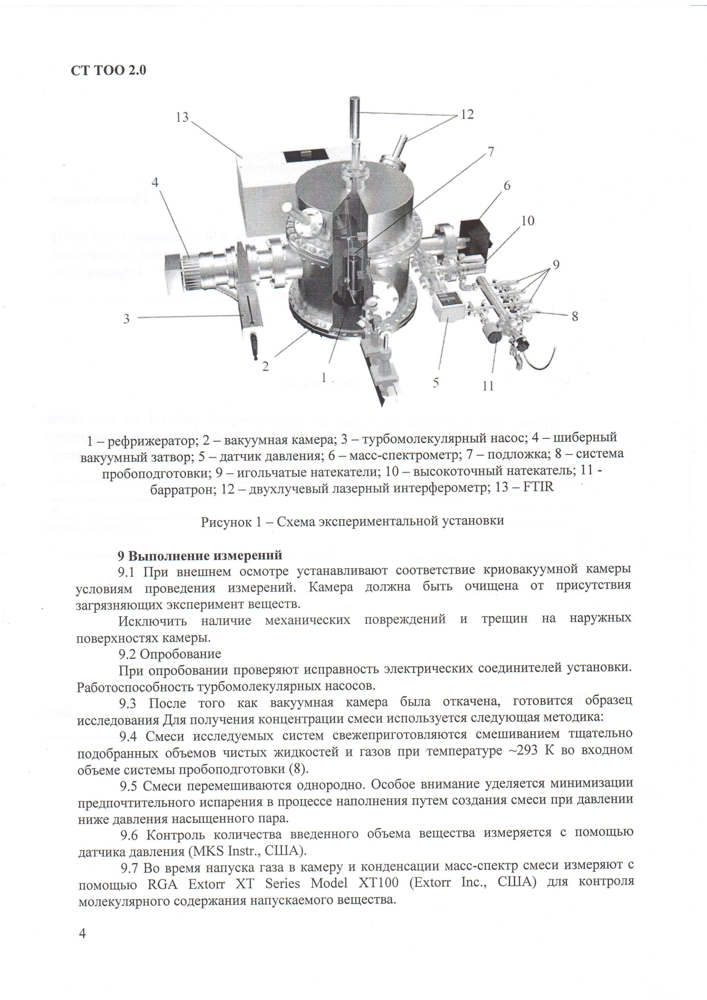 СТ ТОО 2.0
13
12
7
4
6
10
9
3
8
2
1
5
11
1 – рефрижератор; 2 – вакуумная камера; 3 – турбомолекулярный насос; 4 – шиберный
вакуумный затвор; 5 – датчик давления; 6 – масс-спектрометр; 7 – подложка; 8 – система
пробоподготовки; 9 – игольчатые натекатели; 10 – высокоточный натекатель; 11 -
барратрон; 12 – двухлучевый лазерный интерферометр; 13 – FTIR
Рисунок 1 – Схема экспериментальной установки
9 Выполнение измерений
9.1 При внешнем осмотре устанавливают соответствие криовакуумной камеры
условиям проведения измерений. Камера должна быть очищена от присутствия
загрязняющих эксперимент веществ.
Исключить наличие механических повреждений и трещин на наружных
поверхностях камеры.
9.2 Опробование
При опробовании проверяют исправность электрических соединителей установки.
Работоспособность турбомолекулярных насосов.
9.3 После того как вакуумная камера была откачена, готовится образец
исследования Для получения концентрации смеси используется следующая методика:
9.4 Смеси исследуемых систем свежеприготовляются смешиванием тщательно
подобранных объемов чистых жидкостей и газов при температуре ~293 К во входном
объеме системы пробоподготовки (8).
9.5 Смеси перемешиваются однородно. Особое внимание уделяется минимизации
предпочтительного испарения в процессе наполнения путем создания смеси при давлении
ниже давления насыщенного пара.
9.6 Контроль количества введенного объема вещества измеряется с помощью
датчика давления (MKS Instr., США).
9.7 Во время напуска газа в камеру и конденсации масс-спектр смеси измеряют с
помощью RGA Extorr XT Series Model XT100 (Extorr Inc., США) для контроля
молекулярного содержания напускаемого вещества.
4